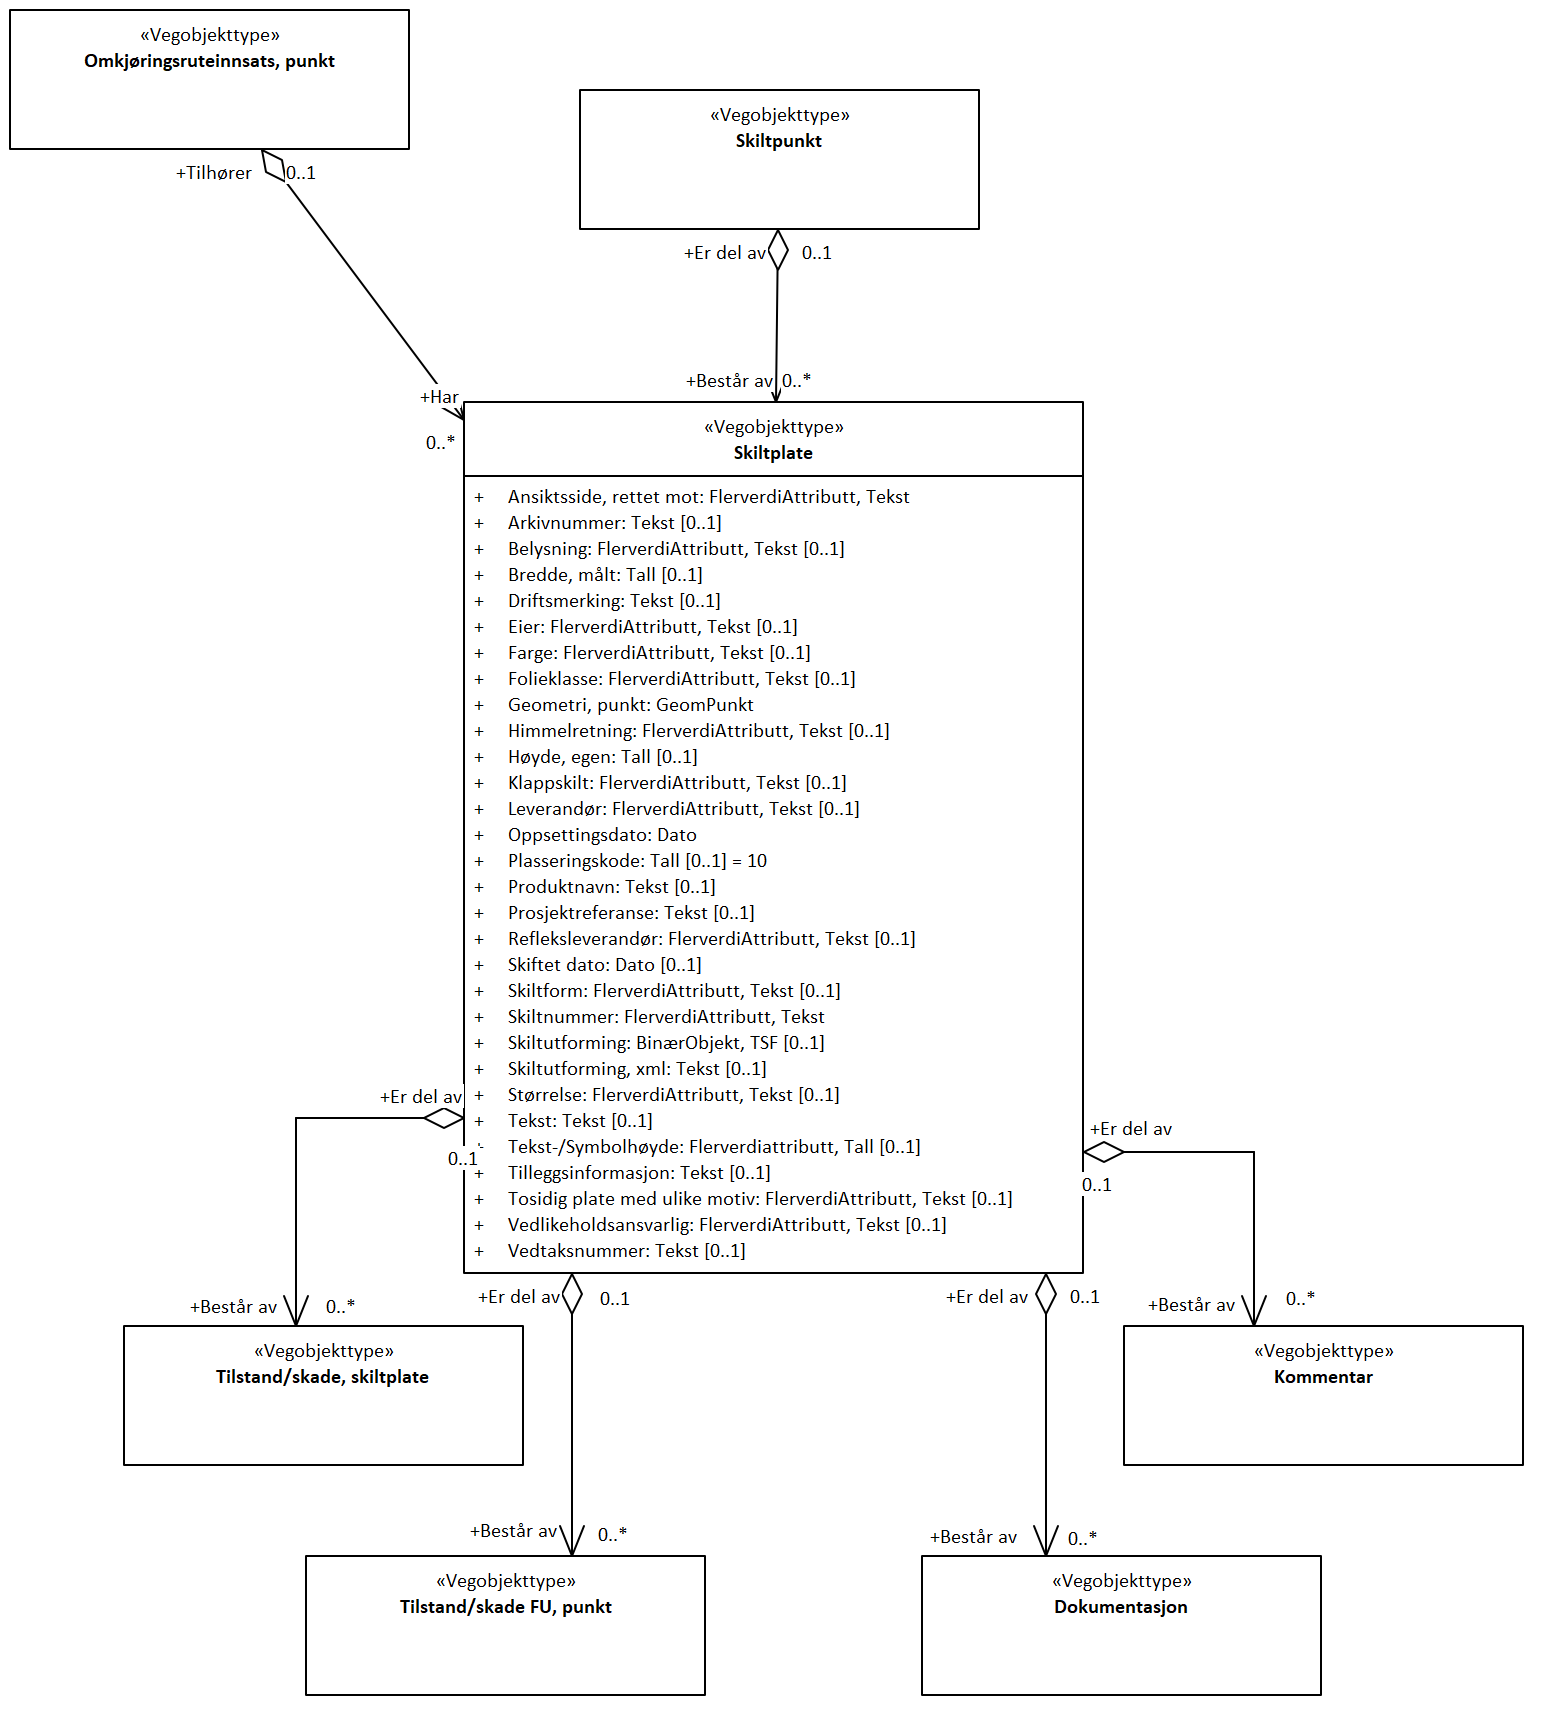 «Vegobjekttype»
Omkjøringsruteinnsats, punkt
«Vegobjekttype»
Skiltpunkt
+Tilhører
0..1
+Er del av
0..1
+Består av
0..*
+Har
0..*
«Vegobjekttype»
Skiltplate
+ Ansiktsside, rettet mot: FlerverdiAttributt, Tekst
+ Arkivnummer: Tekst [0..1]
+ Belysning: FlerverdiAttributt, Tekst [0..1]
+ Bredde, målt: Tall [0..1]
+ Driftsmerking: Tekst [0..1]
+ Eier: FlerverdiAttributt, Tekst [0..1]
+ Farge: FlerverdiAttributt, Tekst [0..1]
+ Folieklasse: FlerverdiAttributt, Tekst [0..1]
+ Geometri, punkt: GeomPunkt
+ Himmelretning: FlerverdiAttributt, Tekst [0..1]
+ Høyde, egen: Tall [0..1]
+ Klappskilt: FlerverdiAttributt, Tekst [0..1]
+ Leverandør: FlerverdiAttributt, Tekst [0..1]
+ Oppsettingsdato: Dato
+ Plasseringskode: Tall [0..1] = 10
+ Produktnavn: Tekst [0..1]
+ Prosjektreferanse: Tekst [0..1]
+ Refleksleverandør: FlerverdiAttributt, Tekst [0..1]
+ Skiftet dato: Dato [0..1]
+ Skiltform: FlerverdiAttributt, Tekst [0..1]
+ Skiltnummer: FlerverdiAttributt, Tekst
+ Skiltutforming: BinærObjekt, TSF [0..1]
+ Skiltutforming, xml: Tekst [0..1]
+ Størrelse: FlerverdiAttributt, Tekst [0..1]
+ Tekst: Tekst [0..1]
+ Tekst-/Symbolhøyde: Flerverdiattributt, Tall [0..1]
+ Tilleggsinformasjon: Tekst [0..1]
+ Tosidig plate med ulike motiv: FlerverdiAttributt, Tekst [0..1]
+ Vedlikeholdsansvarlig: FlerverdiAttributt, Tekst [0..1]
+ Vedtaksnummer: Tekst [0..1]
+Er del av
0..1
+Består av
0..*
«Vegobjekttype»
Tilstand/skade, skiltplate
+Er del av
0..1
+Består av
0..*
«Vegobjekttype»
Tilstand/skade FU, punkt
+Er del av
0..1
+Består av
0..*
«Vegobjekttype»
Dokumentasjon
+Er del av
0..1
+Består av
0..*
«Vegobjekttype»
Kommentar